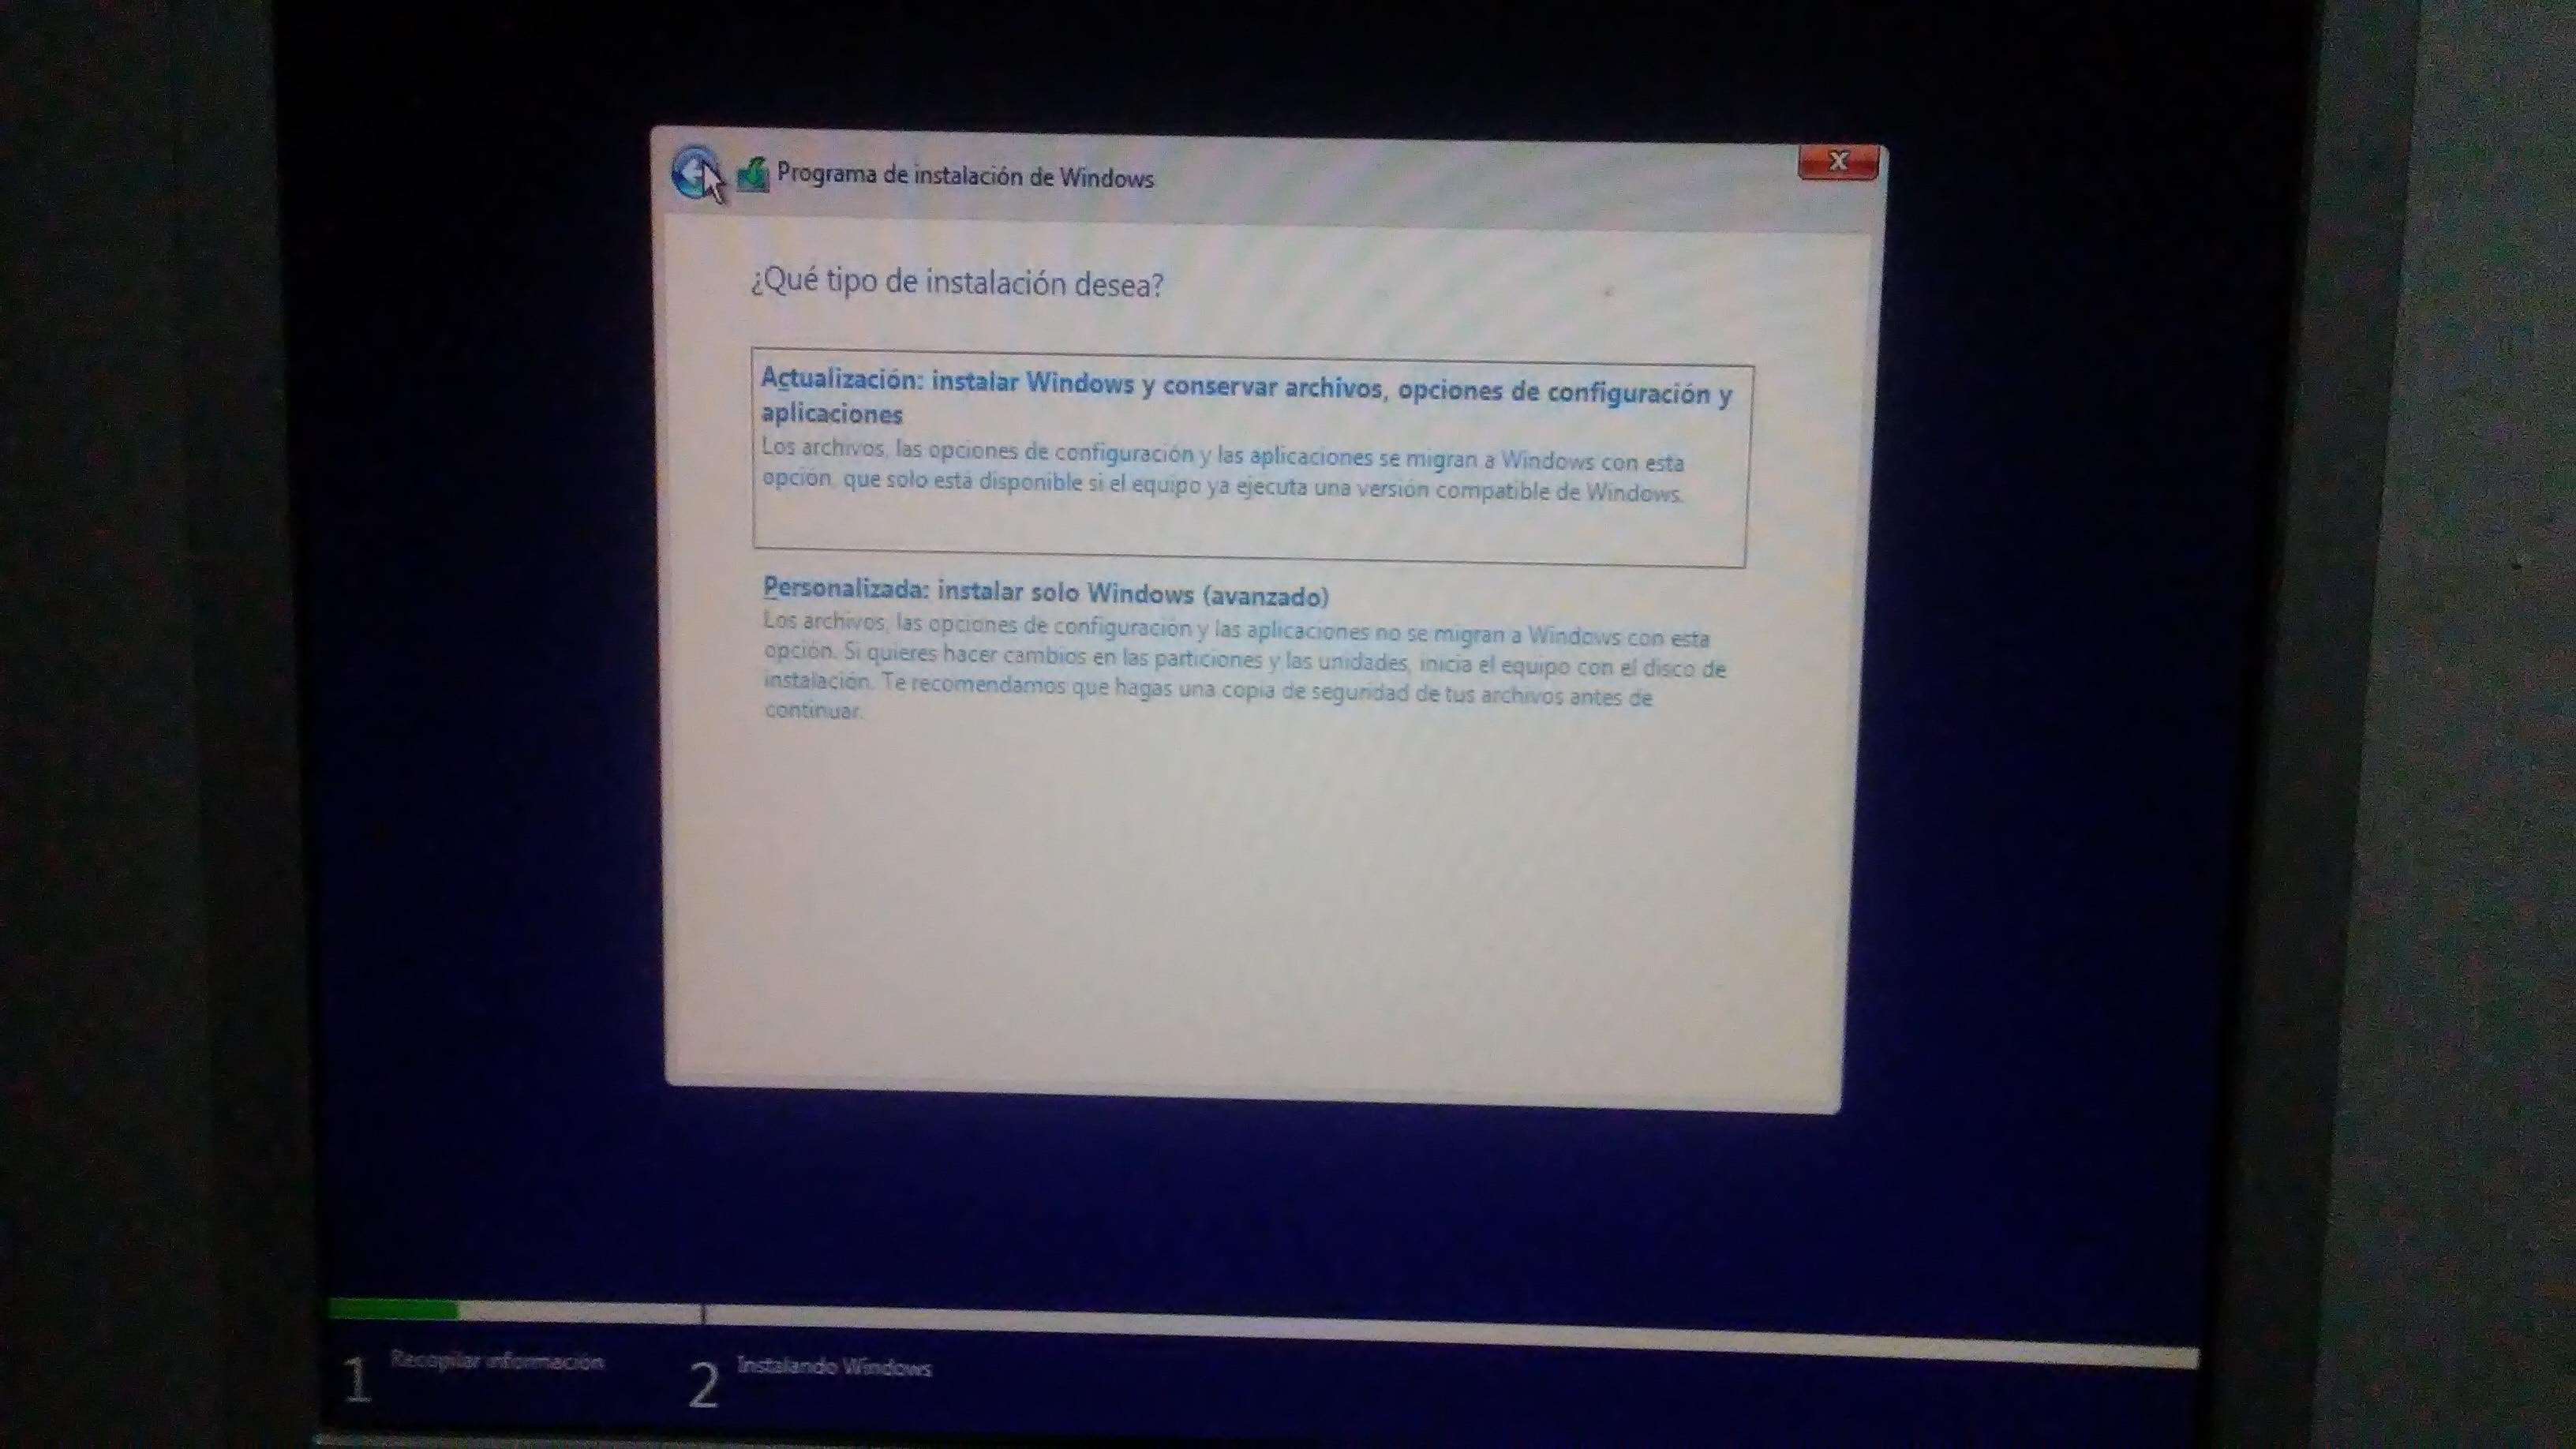 Programa de instalación de Windows
X
¿Qué tipo de instalación desea?
Actualización: instalar Windows y conservar archivos, opciones de configuración y
aplicaciones
Los archivos, las opciones de configuración y las aplicaciones se migran a Windows con esta
opción, que solo está disponible si el equipo ya ejecuta una versión compatible de Windows.
Personalizada: instalar solo Windows (avanzado)
Los archivos, las opciones de configuración y las aplicaciones no se migran a Windows con esta
opción. Si quieres hacer cambios en las particiones y las unidades, inicia el equipo con el disco de
instalación. Te recomendamos que hagas una copia de seguridad de tus archivos antes de
continuar.
1 Recopilar información
2 Instalando Windows